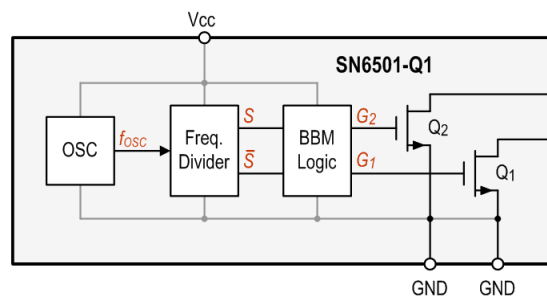 Vcc
SN6501-Q1
OSC
fOSC
Freq.
Divider
S
S̅
BBM
Logic
G2
G1
Q2
Q1
GND
GND